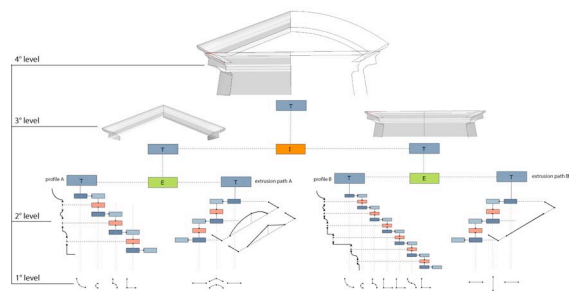 4° level
T
3° level
T
I
T
profile A
T
E
T
extrusion path A
profile B
T
E
T
extrusion path B
2° level
1° level